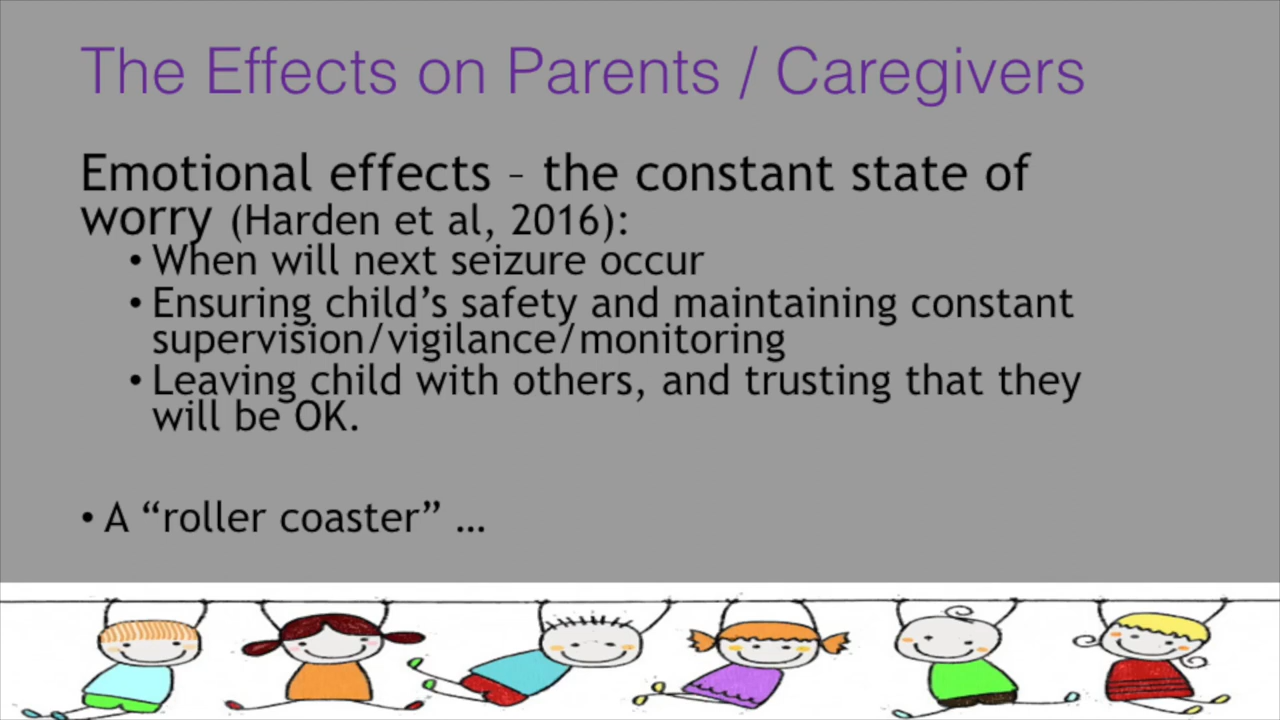 The Effects on Parents / Caregivers
Emotional effects – the constant state of
worry (Harden et al, 2016):
• When will next seizure occur
• Ensuring child’s safety and maintaining constant
supervision/vigilance/monitoring
• Leaving child with others, and trusting that they
will be OK.
• A “roller coaster” …